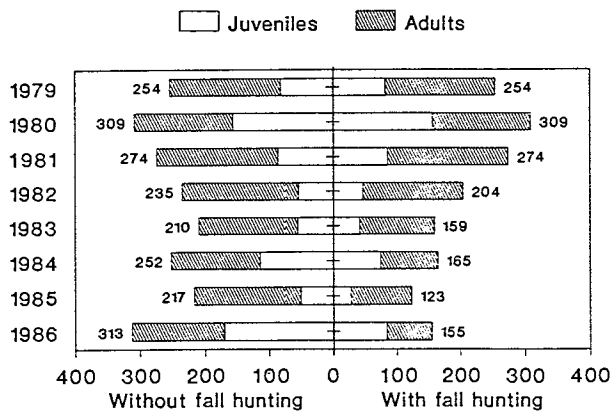 Juveniles Adults
1979 254 254
1980 309 309
1981 274 274
1982 235 204
1983 210 159
1984 252 165
1985 217 123
1986 313 155
400 300 200 100 0 100 200 300 400
Without fall hunting With fall hunting